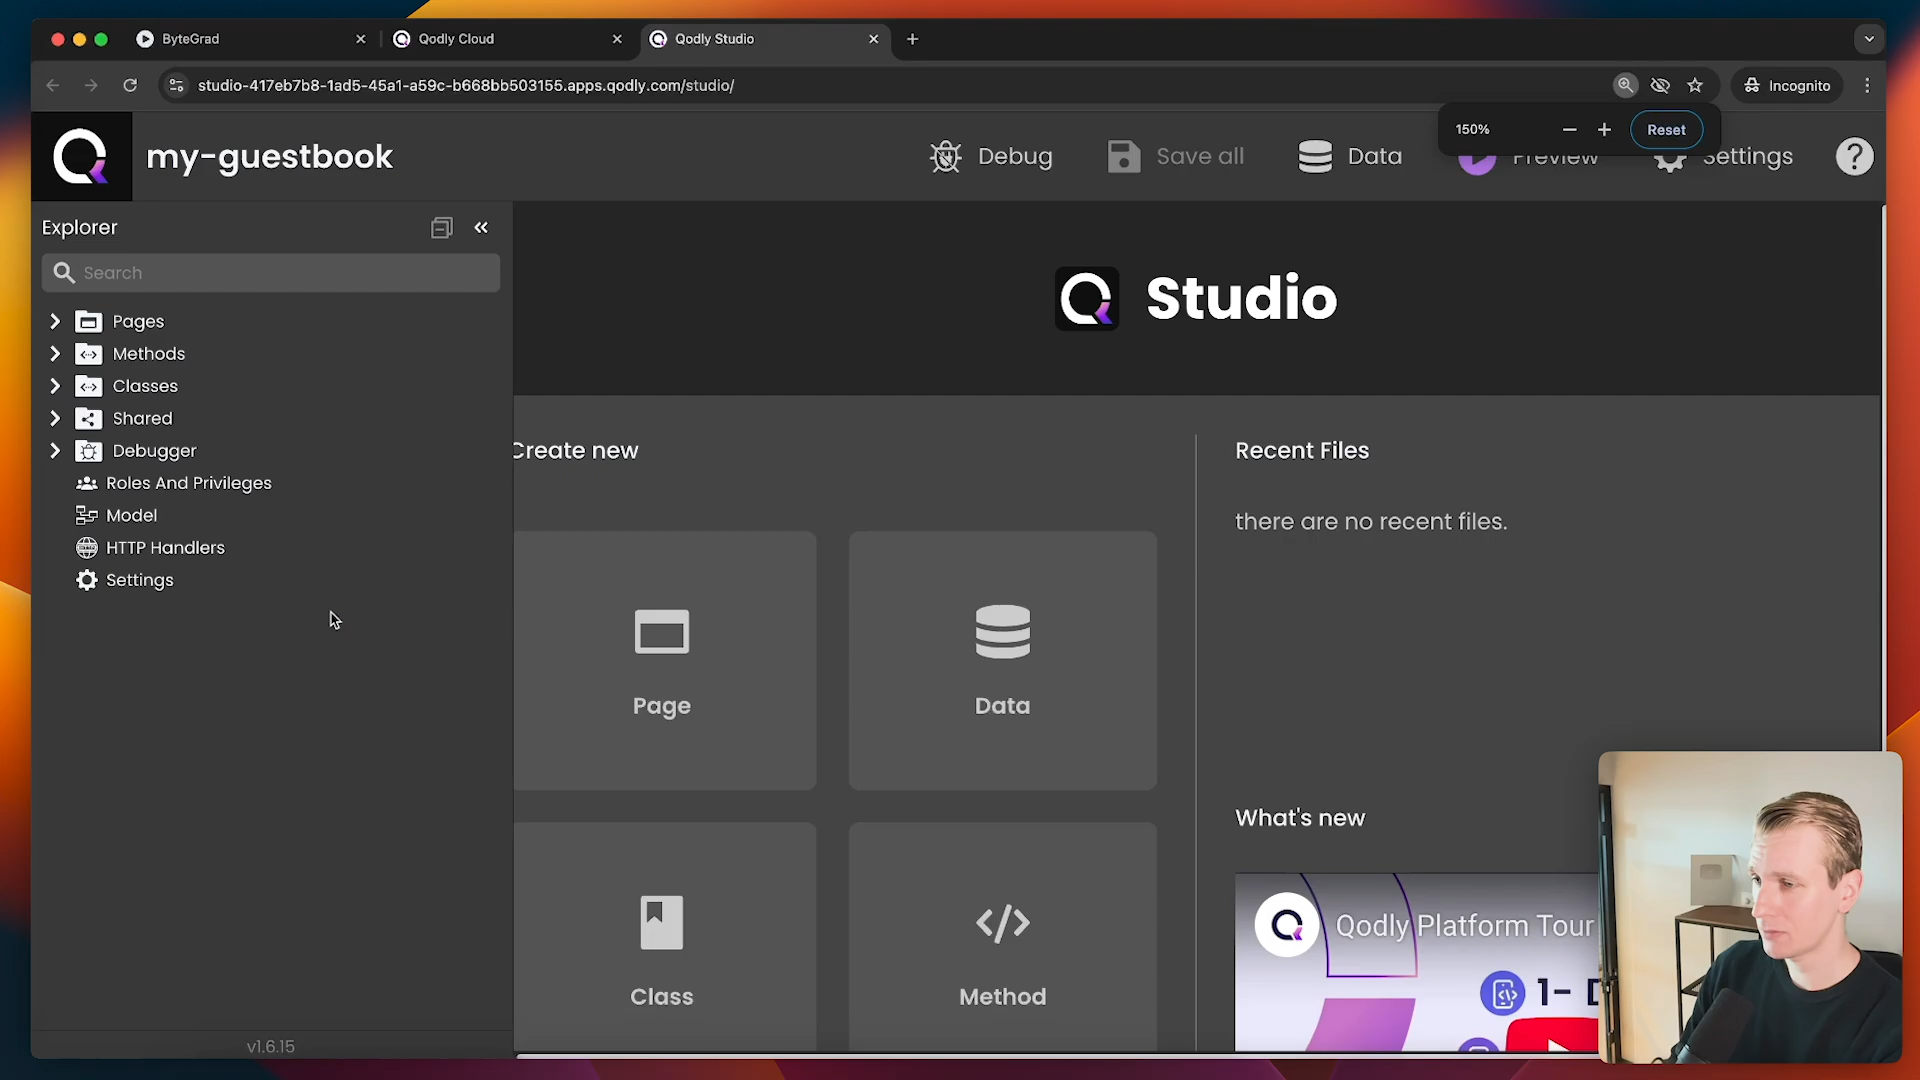 ByteGrad
Qodly Cloud
Qodly Studio
studio-417eb7b8-1ad5-45a1-a59c-b668bb503155.apps.qodly.com/studio/
Incognito
150%
Reset
my-guestbook
Debug
Save all
Data
Preview
Settings
Explorer
Search
Pages
Methods
Classes
Shared
Debugger
Roles And Privileges
Model
HTTP Handlers
Settings
v1.6.15
Studio
Create new
Page
Data
Class
Method
Recent Files
there are no recent files.
What's new
Qodly Platform Tour
1-